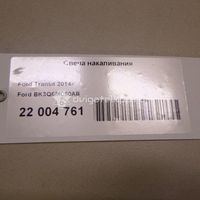 Свеча накаливания
Ford Transit 2014-
Ford BK3Q6M090AB
22 004 761